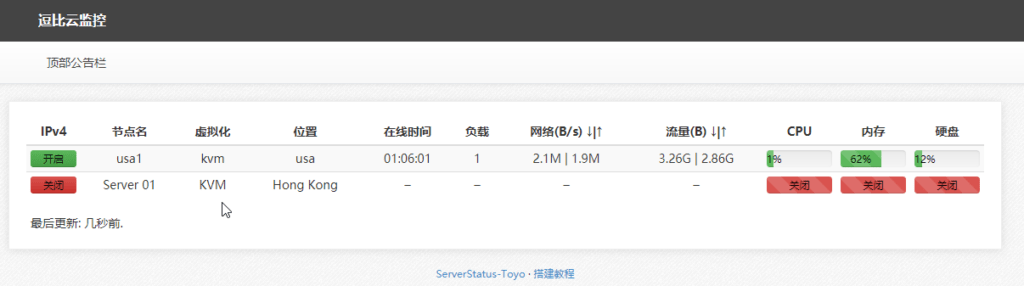 逗比云监控
顶部公告栏
IPv4 节点名 虚拟化 位置 在线时间 负载 网络(B/s) ↓|↑ 流量(B) ↓|↑ CPU 内存 硬盘
开启 usa1 kvm usa 01:06:01 1 2.1M | 1.9M 3.26G | 2.86G 1% 62% 12%
关闭 Server 01 KVM Hong Kong – – – – 关闭 关闭 关闭
最后更新: 几秒前.
ServerStatus-Toyo · 搭建教程